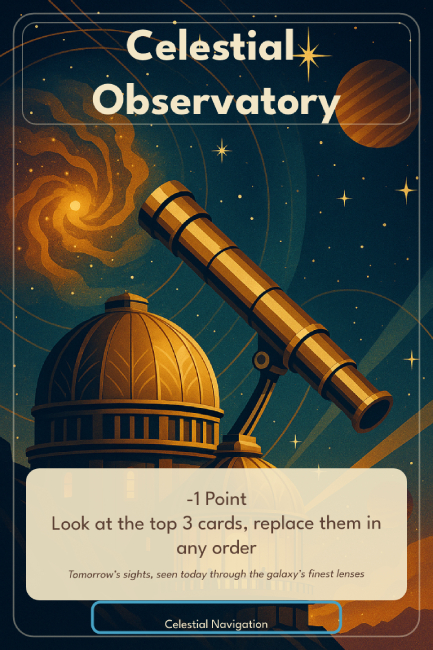 Celestial
Observatory
-1 Point
Look at the top 3 cards, replace them in
any order
Tomorrow's sights, seen today through the galaxy's finest lenses
Celestial Navigation